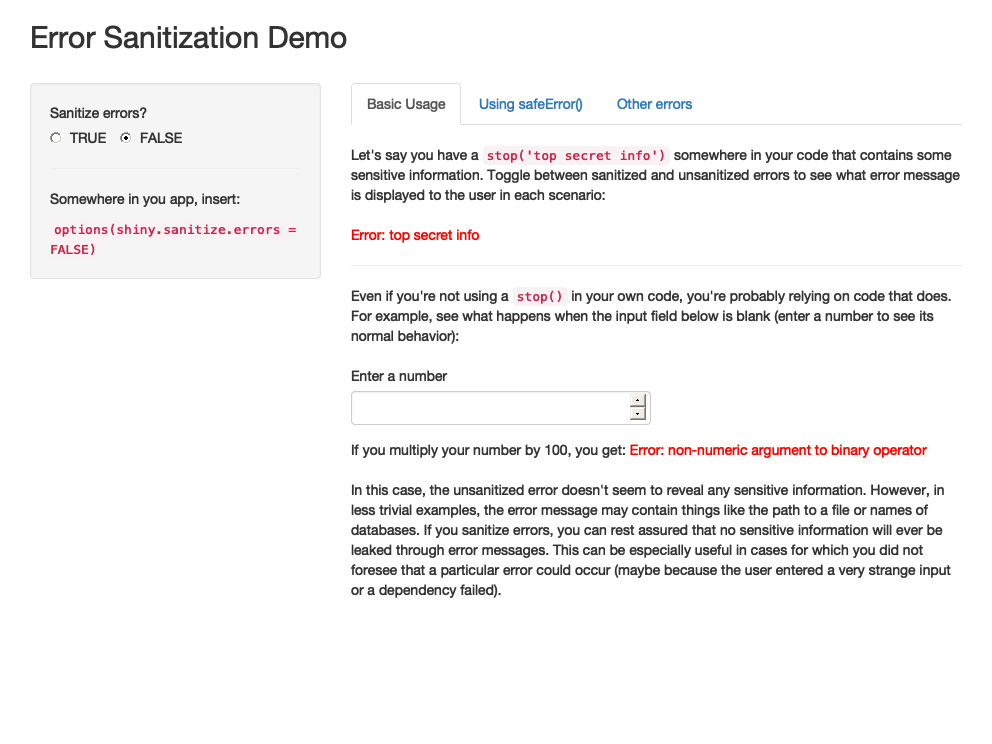 Error Sanitization Demo
Sanitize errors?
TRUE FALSE
Somewhere in you app, insert:
options(shiny.sanitize.errors =
FALSE)
Basic Usage Using safeError() Other errors
Let's say you have a stop('top secret info') somewhere in your code that contains some
sensitive information. Toggle between sanitized and unsanitized errors to see what error message
is displayed to the user in each scenario:
Error: top secret info
Even if you're not using a stop() in your own code, you're probably relying on code that does.
For example, see what happens when the input field below is blank (enter a number to see its
normal behavior):
Enter a number
If you multiply your number by 100, you get: Error: non-numeric argument to binary operator
In this case, the unsanitized error doesn't seem to reveal any sensitive information. However, in
less trivial examples, the error message may contain things like the path to a file or names of
databases. If you sanitize errors, you can rest assured that no sensitive information will ever be
leaked through error messages. This can be especially useful in cases for which you did not
foresee that a particular error could occur (maybe because the user entered a very strange input
or a dependency failed).